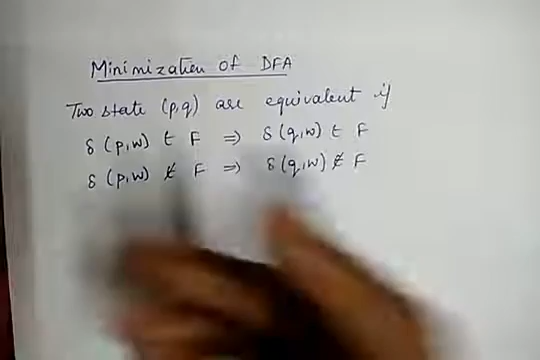 Minimization of DFA
Two state (p,q) are equivalent if
δ (p,w) ∈ F ⇒ δ (q,w) ∈ F
δ (p,w) ∉ F ⇒ δ (q,w) ∉ F